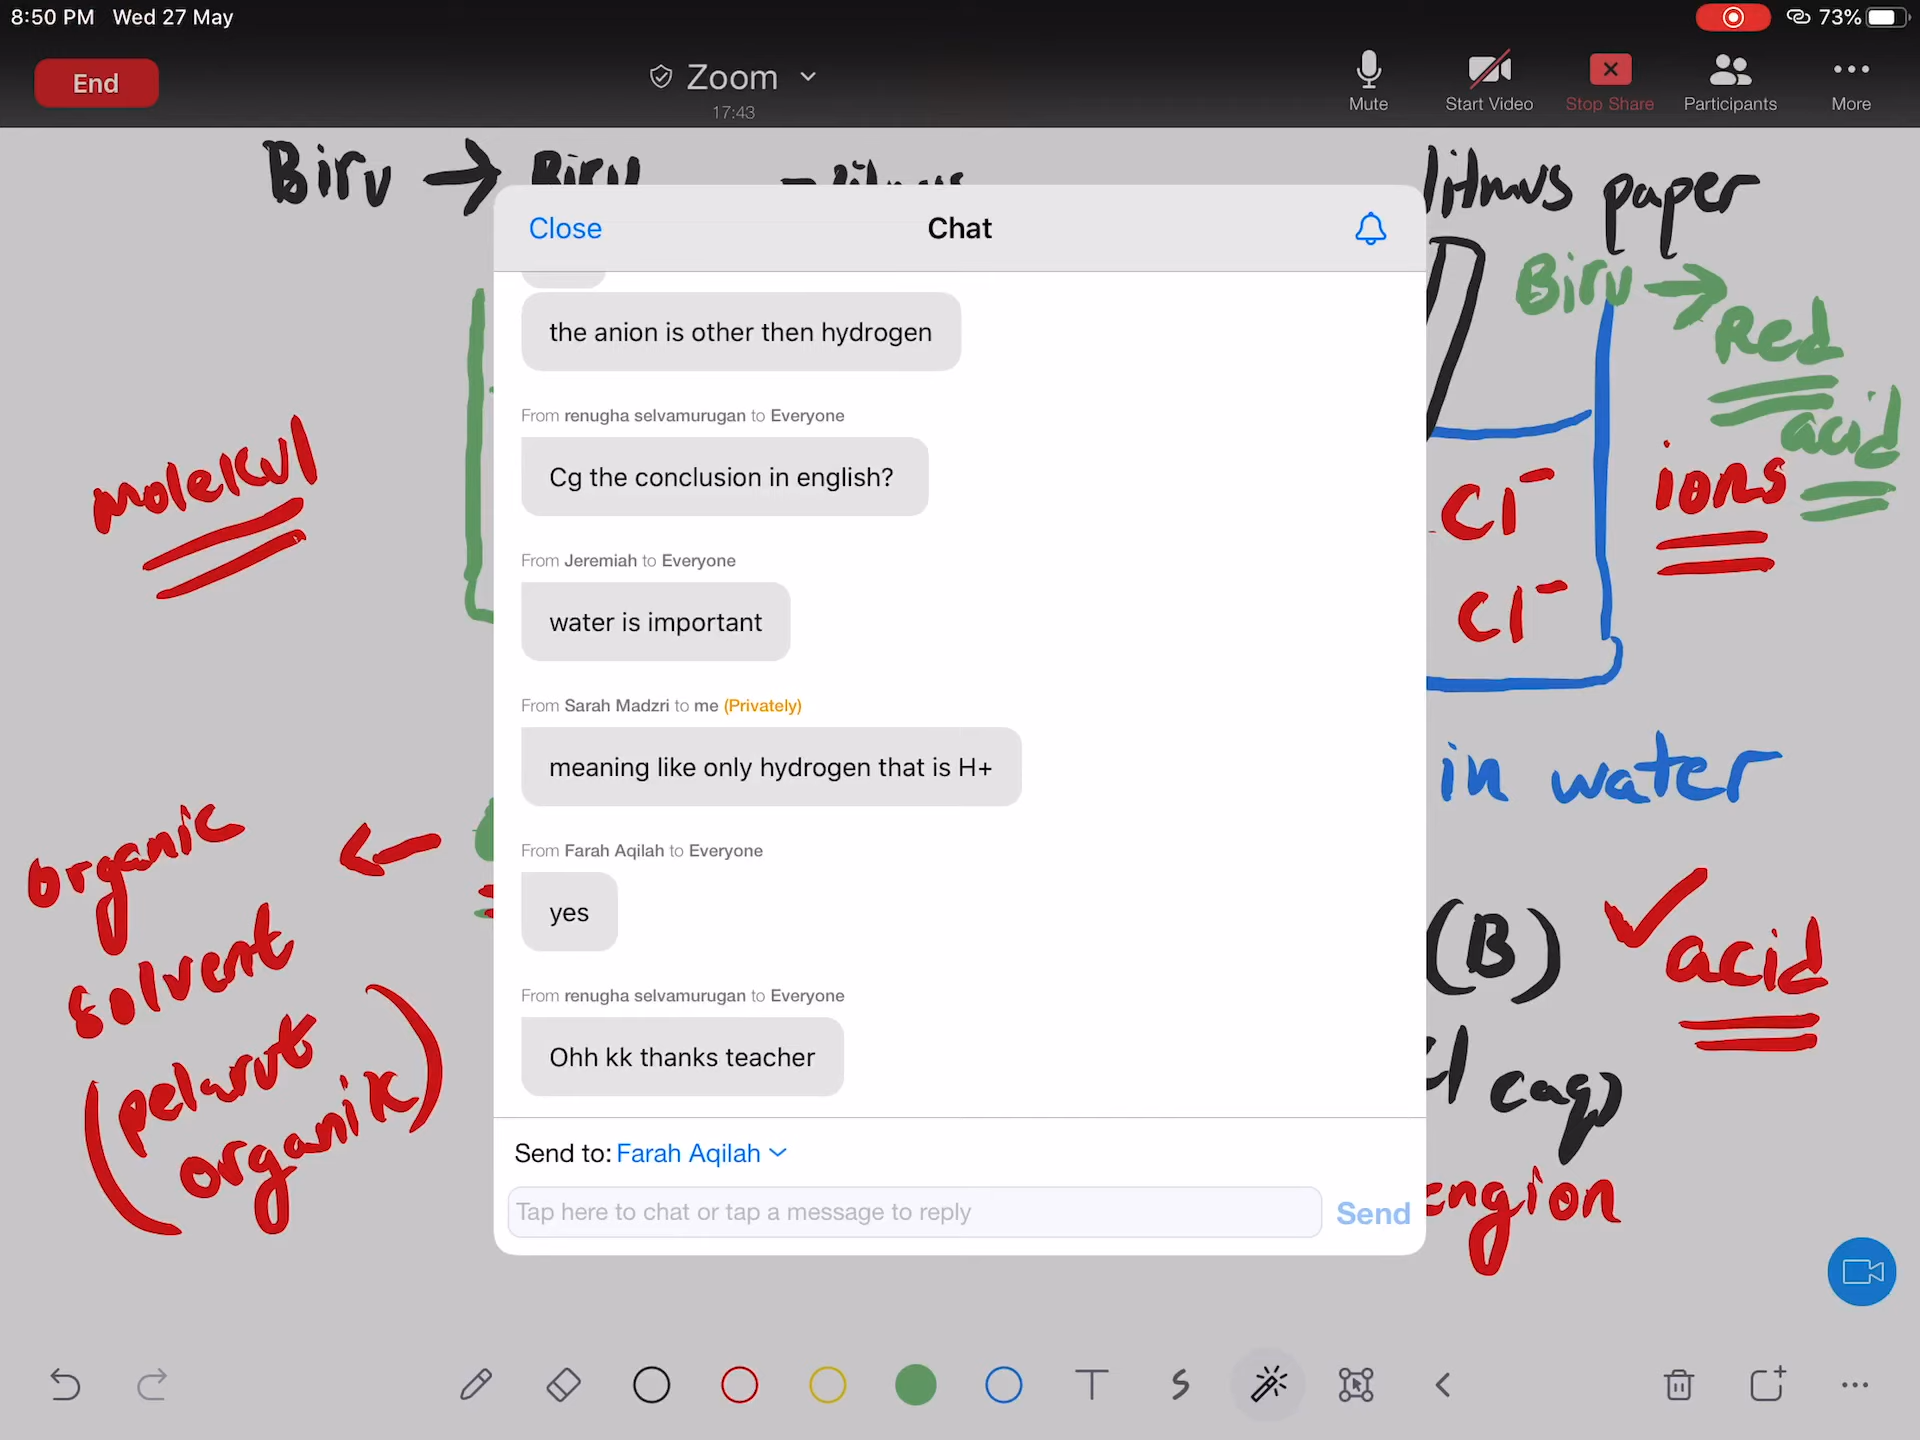 8:50 PM Wed 27 May
73%
End
Zoom
17:43
Mute
Start Video
Stop Share
Participants
More
Biru → Biru
litmus paper
Close
Chat
the anion is other then hydrogen
From renugha selvamurugan to Everyone
Cg the conclusion in english?
From Jeremiah to Everyone
water is important
From Sarah Madzri to me (Privately)
meaning like only hydrogen that is H+
From Farah Aqilah to Everyone
yes
From renugha selvamurugan to Everyone
Ohh kk thanks teacher
Send to: Farah Aqilah
Tap here to chat or tap a message to reply
Send
molekul
organic
solvent
(pelarut
organik)
Biru →
Red
acid
Cl⁻
ions
Cl⁻
in water
(B) ✓ acid
(aq)